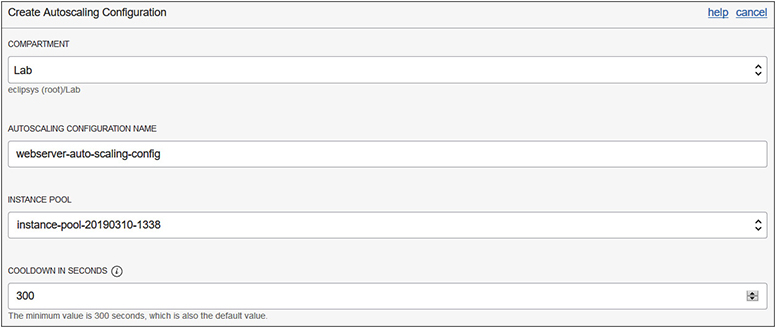 Create Autoscaling Configuration help cancel
COMPARTMENT
Lab
eclipsys (root)/Lab
AUTOSCALING CONFIGURATION NAME
webserver-auto-scaling-config
INSTANCE POOL
instance-pool-20190310-1338
COOLDOWN IN SECONDS i
300
The minimum value is 300 seconds, which is also the default value.